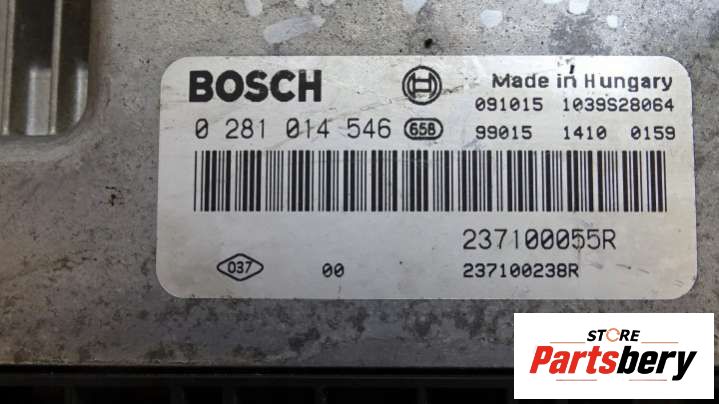 BOSCH
Made in Hungary
091015 1039S28064
0 281 014 546 658
99015 1410 0159
237100055R
037 00 237100238R
STORE
Partsbery